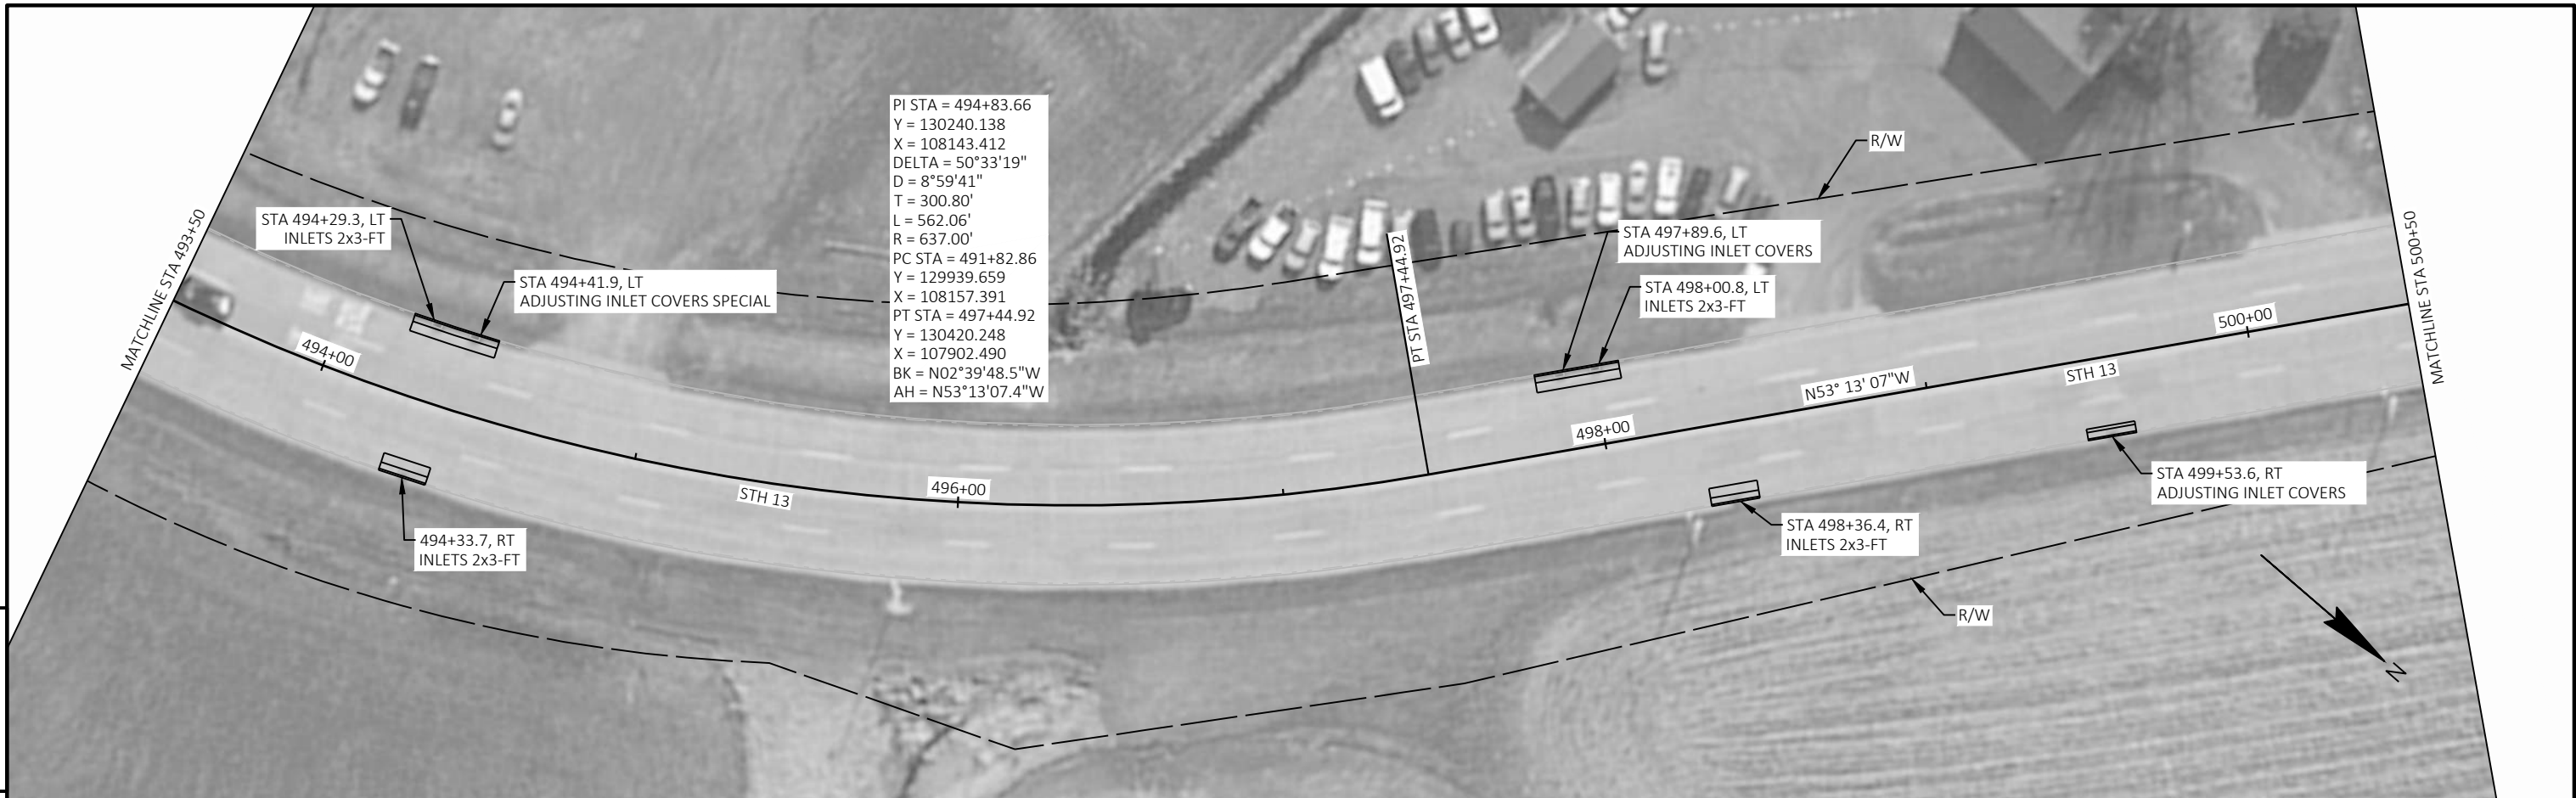 MATCHLINE STA 493+50
STA 494+29.3, LT
INLETS 2x3-FT
STA 494+41.9, LT
ADJUSTING INLET COVERS SPECIAL
494+00
494+33.7, RT
INLETS 2x3-FT
STH 13
PI STA = 494+83.66
Y = 130240.138
X = 108143.412
DELTA = 50°33'19"
D = 8°59'41"
T = 300.80'
L = 562.06'
R = 637.00'
PC STA = 491+82.86
Y = 129939.659
X = 108157.391
PT STA = 497+44.92
Y = 130420.248
X = 107902.490
BK = N02°39'48.5"W
AH = N53°13'07.4"W
496+00
PT STA 497+44.92
R/W
STA 497+89.6, LT
ADJUSTING INLET COVERS
STA 498+00.8, LT
INLETS 2x3-FT
498+00
N53° 13' 07"W
STH 13
500+00
STA 498+36.4, RT
INLETS 2x3-FT
STA 499+53.6, RT
ADJUSTING INLET COVERS
R/W
MATCHLINE STA 500+50
N